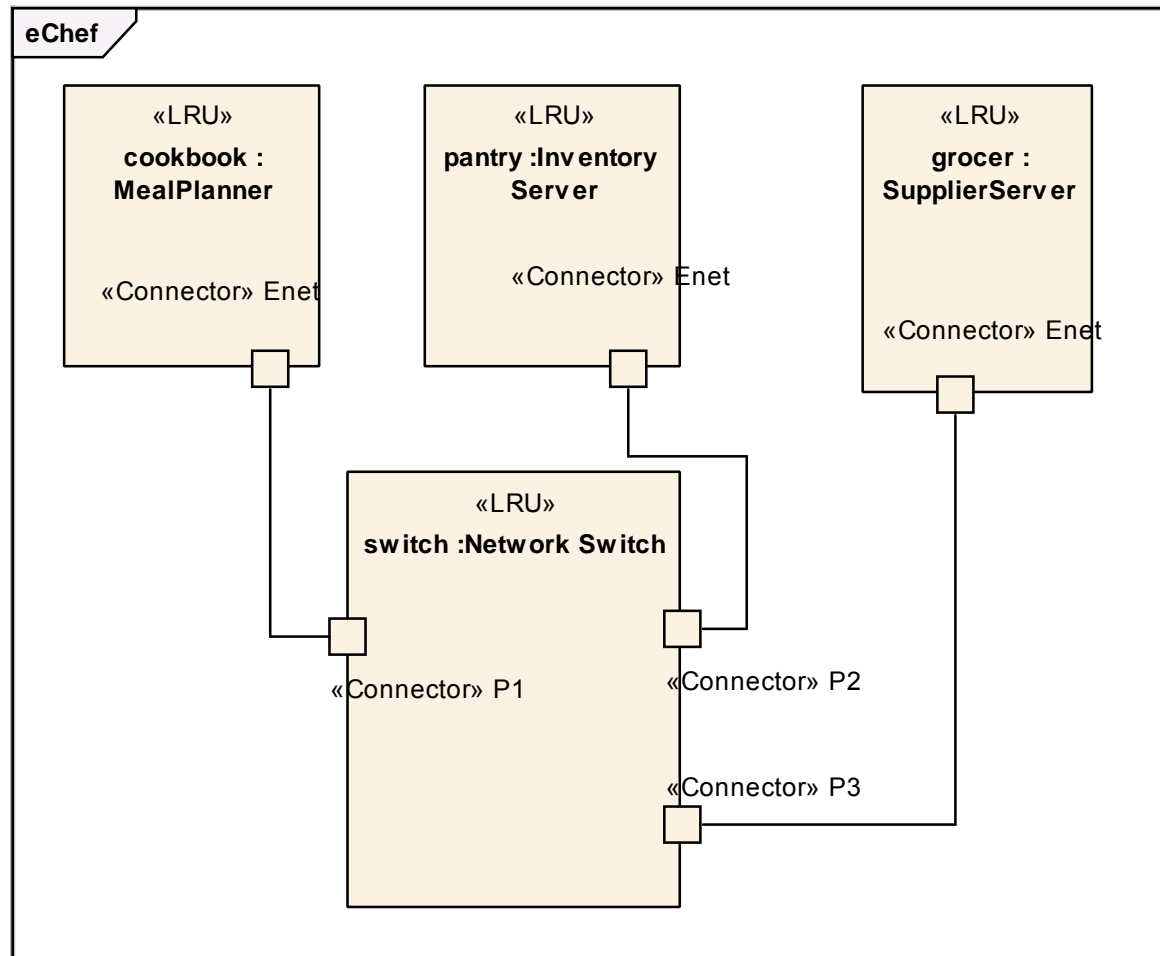 eChef
«LRU»
cookbook :
MealPlanner
«Connector» Enet
«LRU»
pantry :Inventory
Server
«Connector» Enet
«LRU»
grocer :
SupplierServer
«Connector» Enet
«LRU»
switch :Network Switch
«Connector» P1
«Connector» P2
«Connector» P3